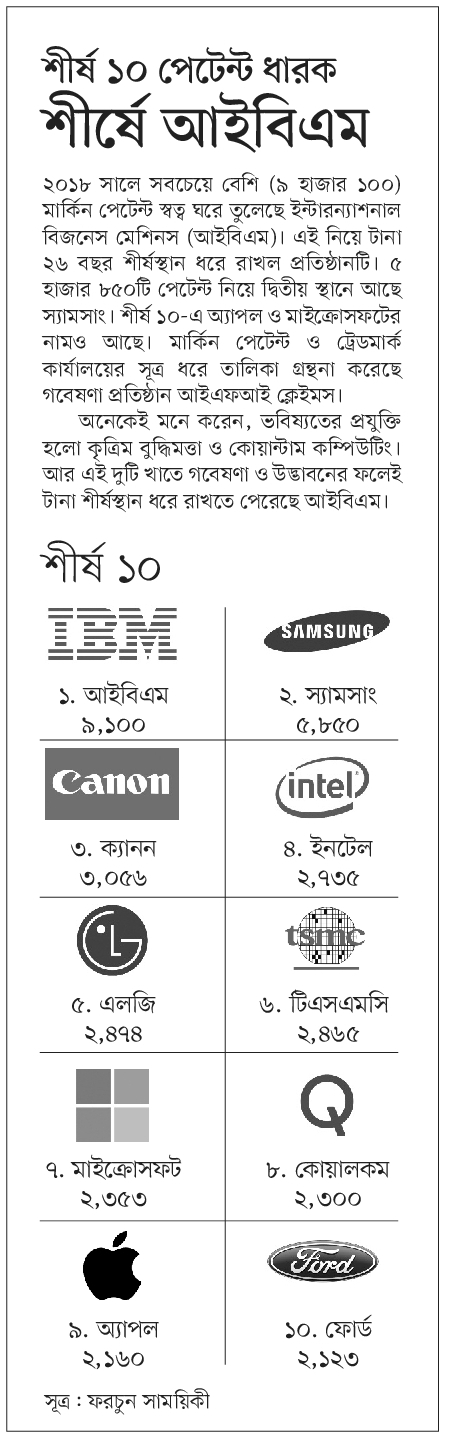 শীর্ষ ১০ পেটেন্ট ধারক
শীর্ষে আইবিএম
২০১৮ সালে সবচেয়ে বেশি (৯ হাজার ১০০)
মার্কিন পেটেন্ট স্বত্ব ঘরে তুলেছে ইন্টারন্যাশনাল
বিজনেস মেশিনস (আইবিএম)। এই নিয়ে টানা
২৬ বছর শীর্ষস্থান ধরে রাখল প্রতিষ্ঠানটি। ৫
হাজার ৮৫০টি পেটেন্ট নিয়ে দ্বিতীয় স্থানে আছে
স্যামসাং। শীর্ষ ১০-এ অ্যাপল ও মাইক্রোসফটের
নামও আছে। মার্কিন পেটেন্ট ও ট্রেডমার্ক
কার্যালয়ের সূত্র ধরে তালিকা গ্রন্থনা করেছে
গবেষণা প্রতিষ্ঠান আইএফআই ক্লেইমস।
অনেকেই মনে করেন, ভবিষ্যতের প্রযুক্তি
হলো কৃত্রিম বুদ্ধিমত্তা ও কোয়ান্টাম কম্পিউটিং।
আর এই দুটি খাতে গবেষণা ও উদ্ভাবনের ফলেই
টানা শীর্ষস্থান ধরে রাখতে পেরেছে আইবিএম।
শীর্ষ ১০
IBM
১. আইবিএম
৯,১০০
SAMSUNG
২. স্যামসাং
৫,৮৫০
Canon
৩. ক্যানন
৩,০৫৬
intel
৪. ইনটেল
২,৭৩৫
LG
৫. এলজি
২,৪৭৪
tsmc
৬. টিএসএমসি
২,৪৬৫
৭. মাইক্রোসফট
২,৩৫৩
Q
৮. কোয়ালকম
২,৩০০
৯. অ্যাপল
২,১৬০
Ford
১০. ফোর্ড
২,১২৩
সূত্র : ফরচুন সাময়িকী